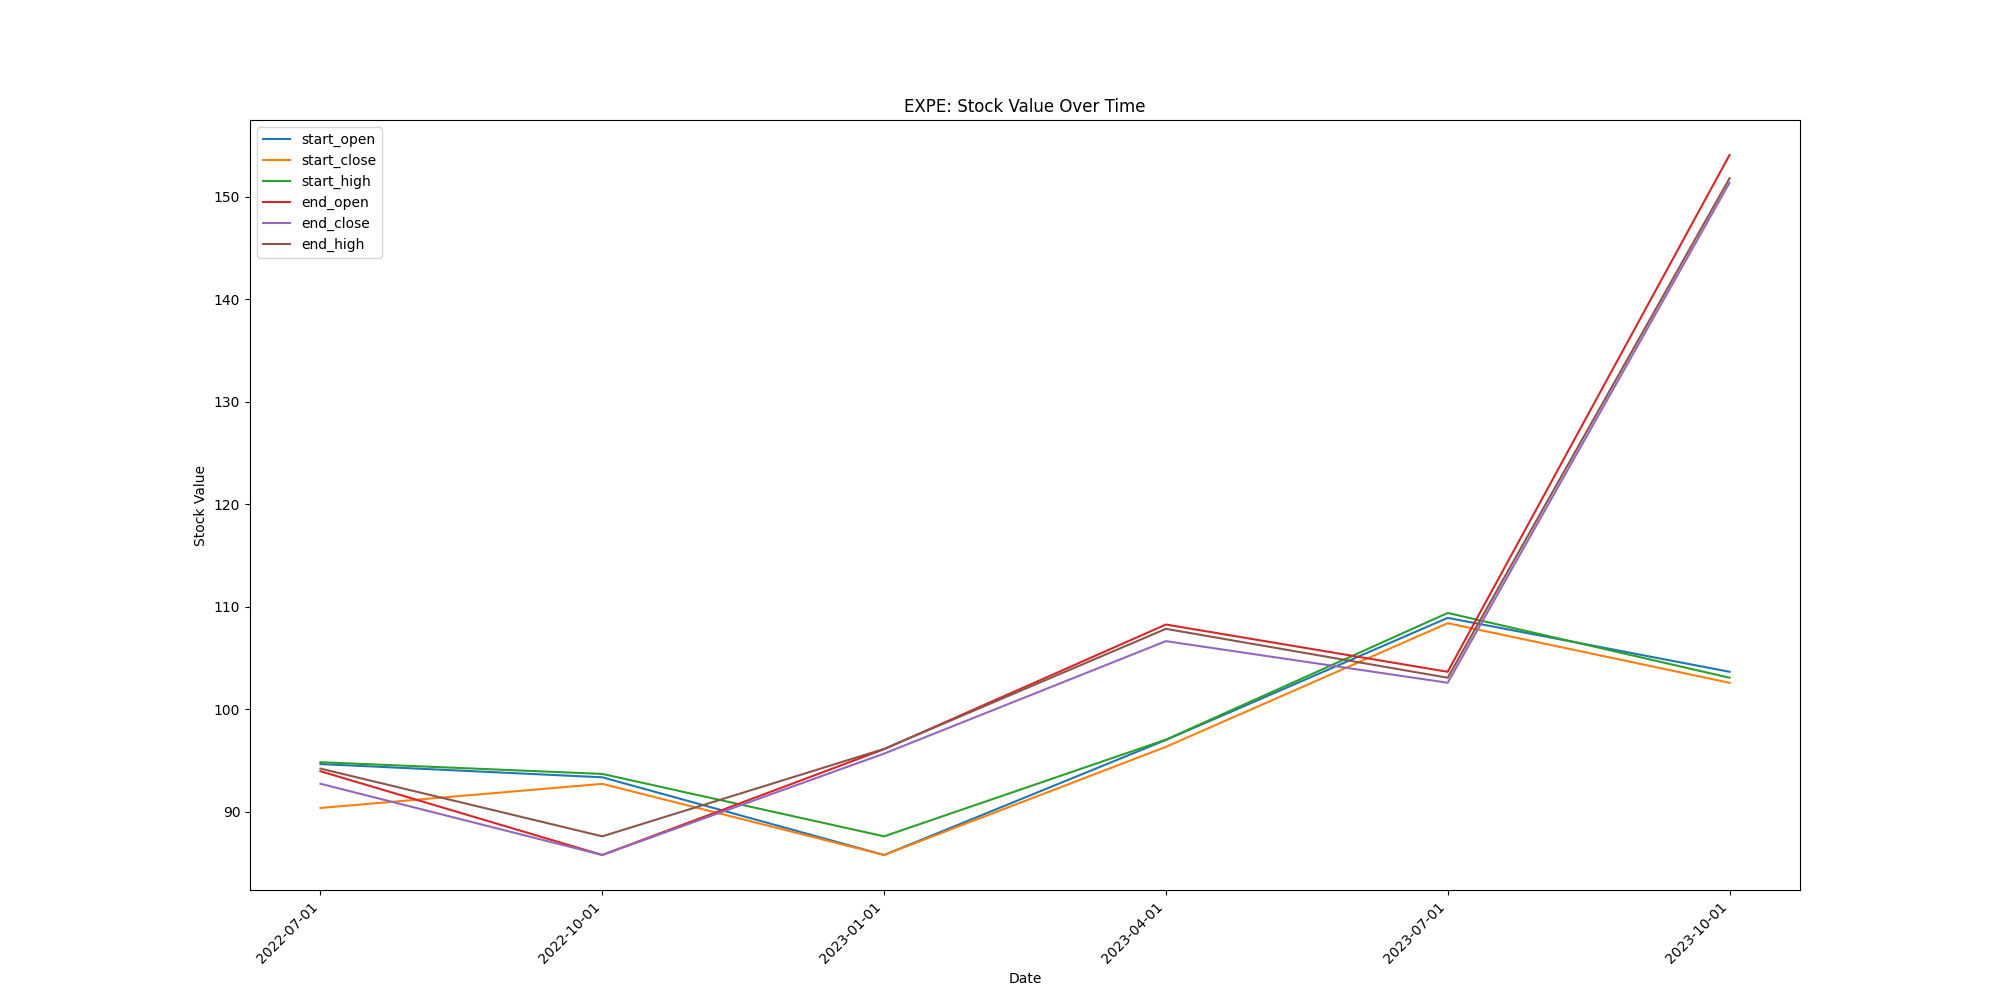 EXPE: Stock Value Over Time
start_open
start_close
start_high
end_open
end_close
end_high
150
140
130
120
110
100
90
Stock Value
2022-07-01
2022-10-01
2023-01-01
2023-04-01
2023-07-01
2023-10-01
Date